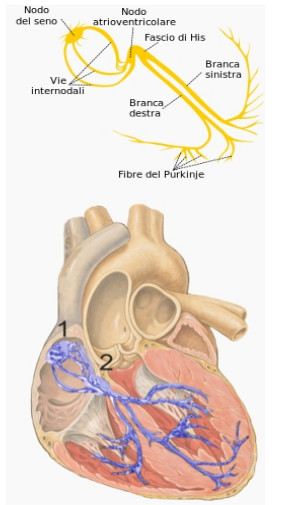 Nodo
del seno
Nodo
atrioventricolare
Fascio di His
Branca
sinistra
Vie
internodali
Branca
destra
Fibre del Purkinje
1
2